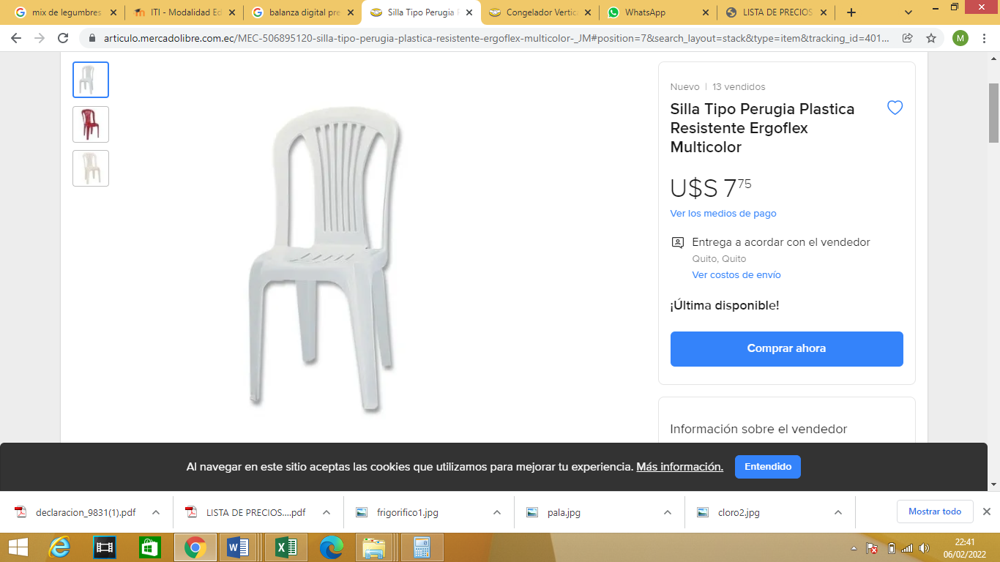 mix de legumbres
ITI - Modalidad Ed
balanza digital pre
Silla Tipo Perugia P
Congelador Vertica
WhatsApp
LISTA DE PRECIOS
articulo.mercadolibre.com.ec/MEC-506895120-silla-tipo-perugia-plastica-resistente-ergoflex-multicolor-_JM#position=7&search_layout=stack&type=item&tracking_id=401...
M
Nuevo | 13 vendidos
Silla Tipo Perugia Plastica
Resistente Ergoflex
Multicolor
U$S 7 75
Ver los medios de pago
Entrega a acordar con el vendedor
Quito, Quito
Ver costos de envío
¡Última disponible!
Comprar ahora
Información sobre el vendedor
Al navegar en este sitio aceptas las cookies que utilizamos para mejorar tu experiencia. Más información.
Entendido
declaracion_9831(1).pdf
LISTA DE PRECIOS....pdf
frigorifico1.jpg
pala.jpg
cloro2.jpg
Mostrar todo
22:41
06/02/2022